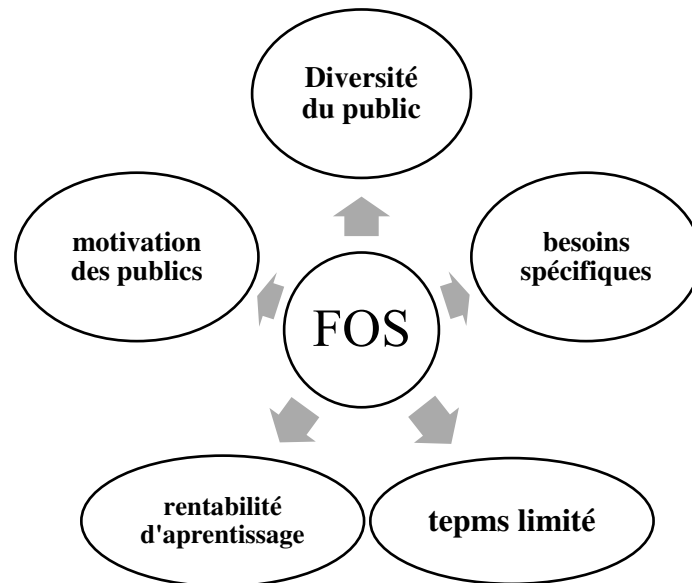 Diversité
du public
motivation
des publics
besoins
spécifiques
FOS
rentabilité
d'aprentissage
tepms limité